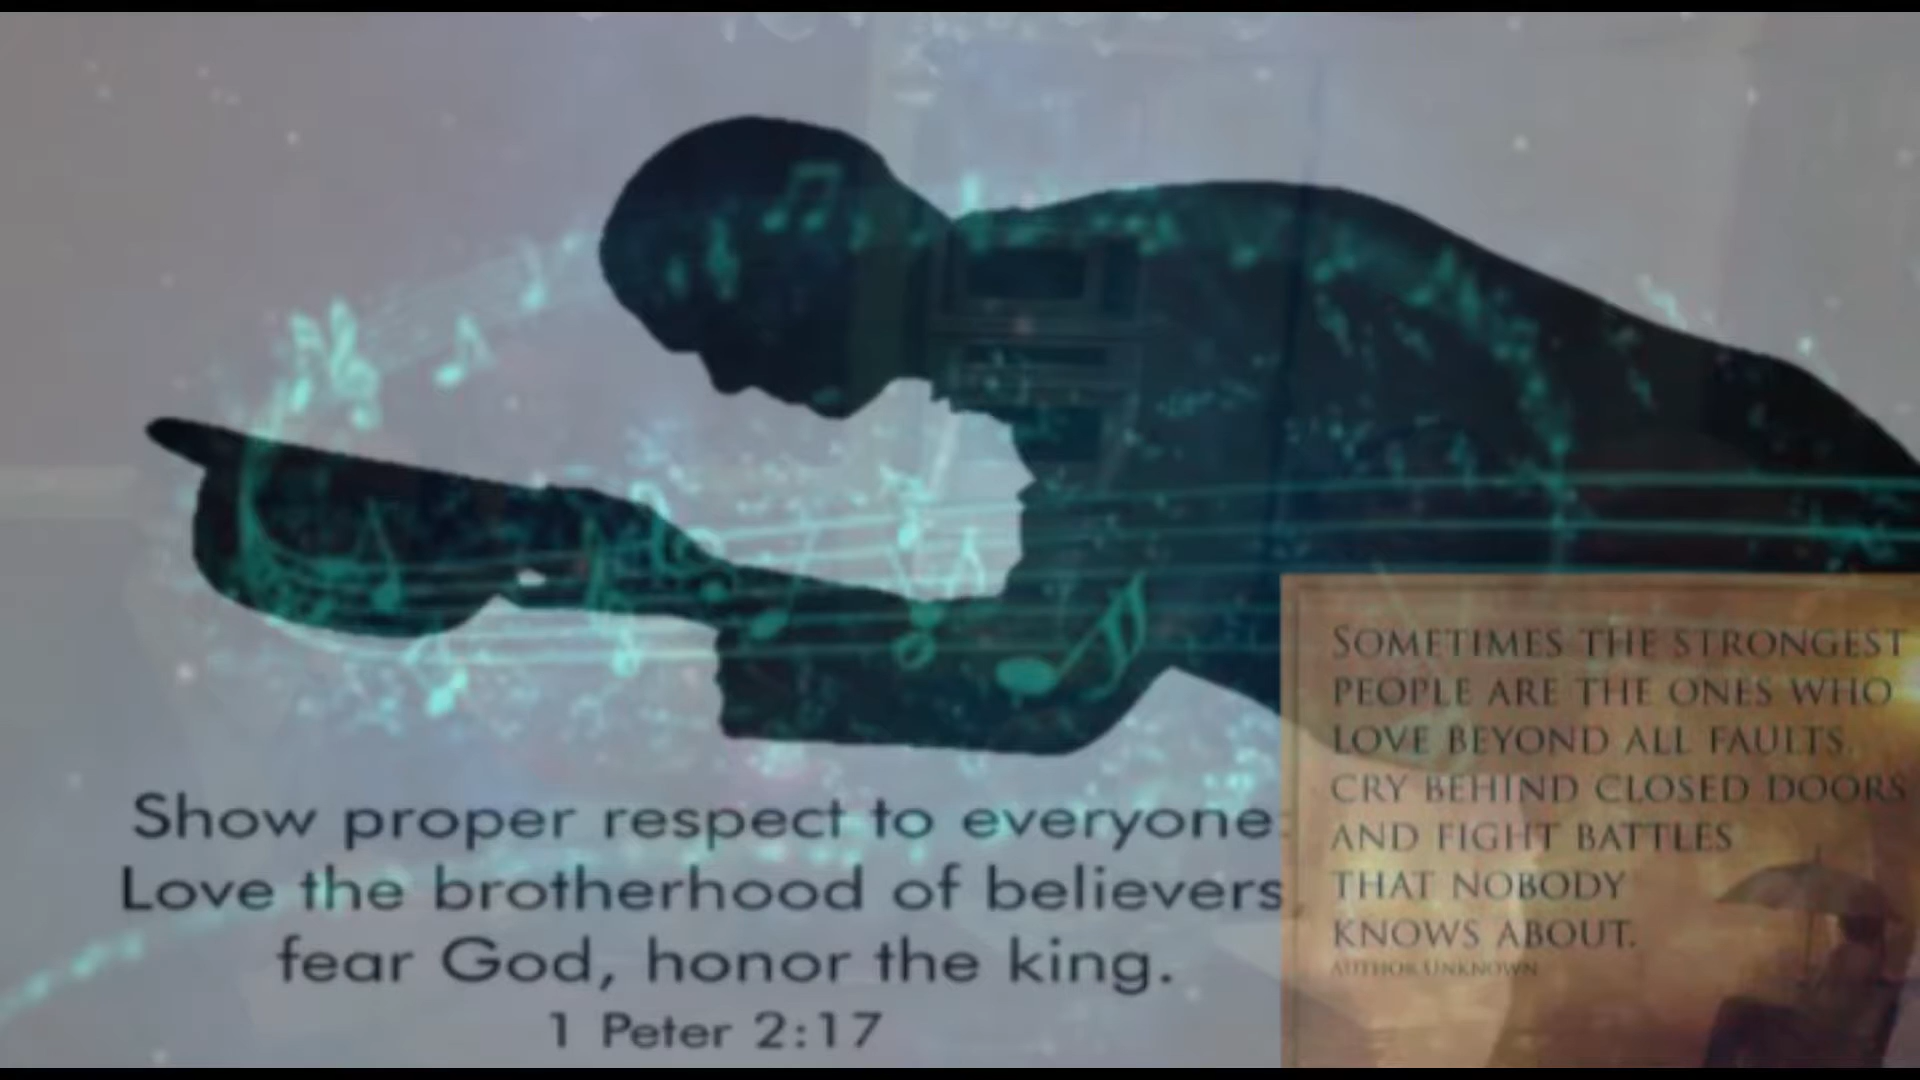 Show proper respect to everyone
Love the brotherhood of believers
fear God, honor the king.
1 Peter 2:17
SOMETIMES THE STRONGEST
PEOPLE ARE THE ONES WHO
LOVE BEYOND ALL FAULTS,
CRY BEHIND CLOSED DOORS
AND FIGHT BATTLES
THAT NOBODY
KNOWS ABOUT.
AUTHOR UNKNOWN